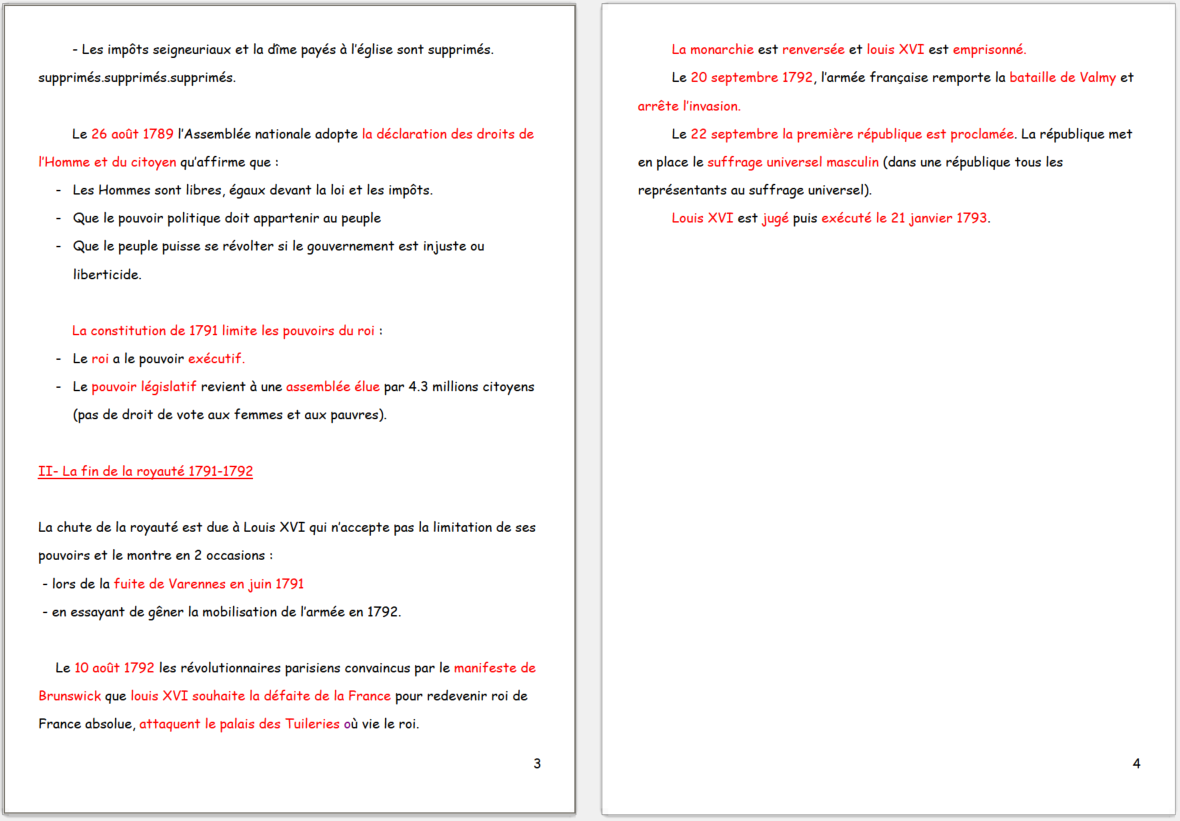 - Les impôts seigneuriaux et la dîme payés à l'église sont supprimés.
supprimés.supprimés.supprimés.
Le 26 août 1789 l'Assemblée nationale adopte la déclaration des droits de
l'Homme et du citoyen qu'affirme que :
- Les Hommes sont libres, égaux devant la loi et les impôts.
- Que le pouvoir politique doit appartenir au peuple
- Que le peuple puisse se révolter si le gouvernement est injuste ou
liberticide.
La constitution de 1791 limite les pouvoirs du roi :
- Le roi a le pouvoir exécutif.
- Le pouvoir législatif revient à une assemblée élue par 4.3 millions citoyens
(pas de droit de vote aux femmes et aux pauvres).
II- La fin de la royauté 1791-1792
La chute de la royauté est due à Louis XVI qui n'accepte pas la limitation de ses
pouvoirs et le montre en 2 occasions :
- lors de la fuite de Varennes en juin 1791
- en essayant de gêner la mobilisation de l'armée en 1792.
Le 10 août 1792 les révolutionnaires parisiens convaincus par le manifeste de
Brunswick que louis XVI souhaite la défaite de la France pour redevenir roi de
France absolue, attaquent le palais des Tuileries où vie le roi.
3
La monarchie est renversée et louis XVI est emprisonné.
Le 20 septembre 1792, l'armée française remporte la bataille de Valmy et
arrête l'invasion.
Le 22 septembre la première république est proclamée. La république met
en place le suffrage universel masculin (dans une république tous les
représentants au suffrage universel).
Louis XVI est jugé puis exécuté le 21 janvier 1793.
4